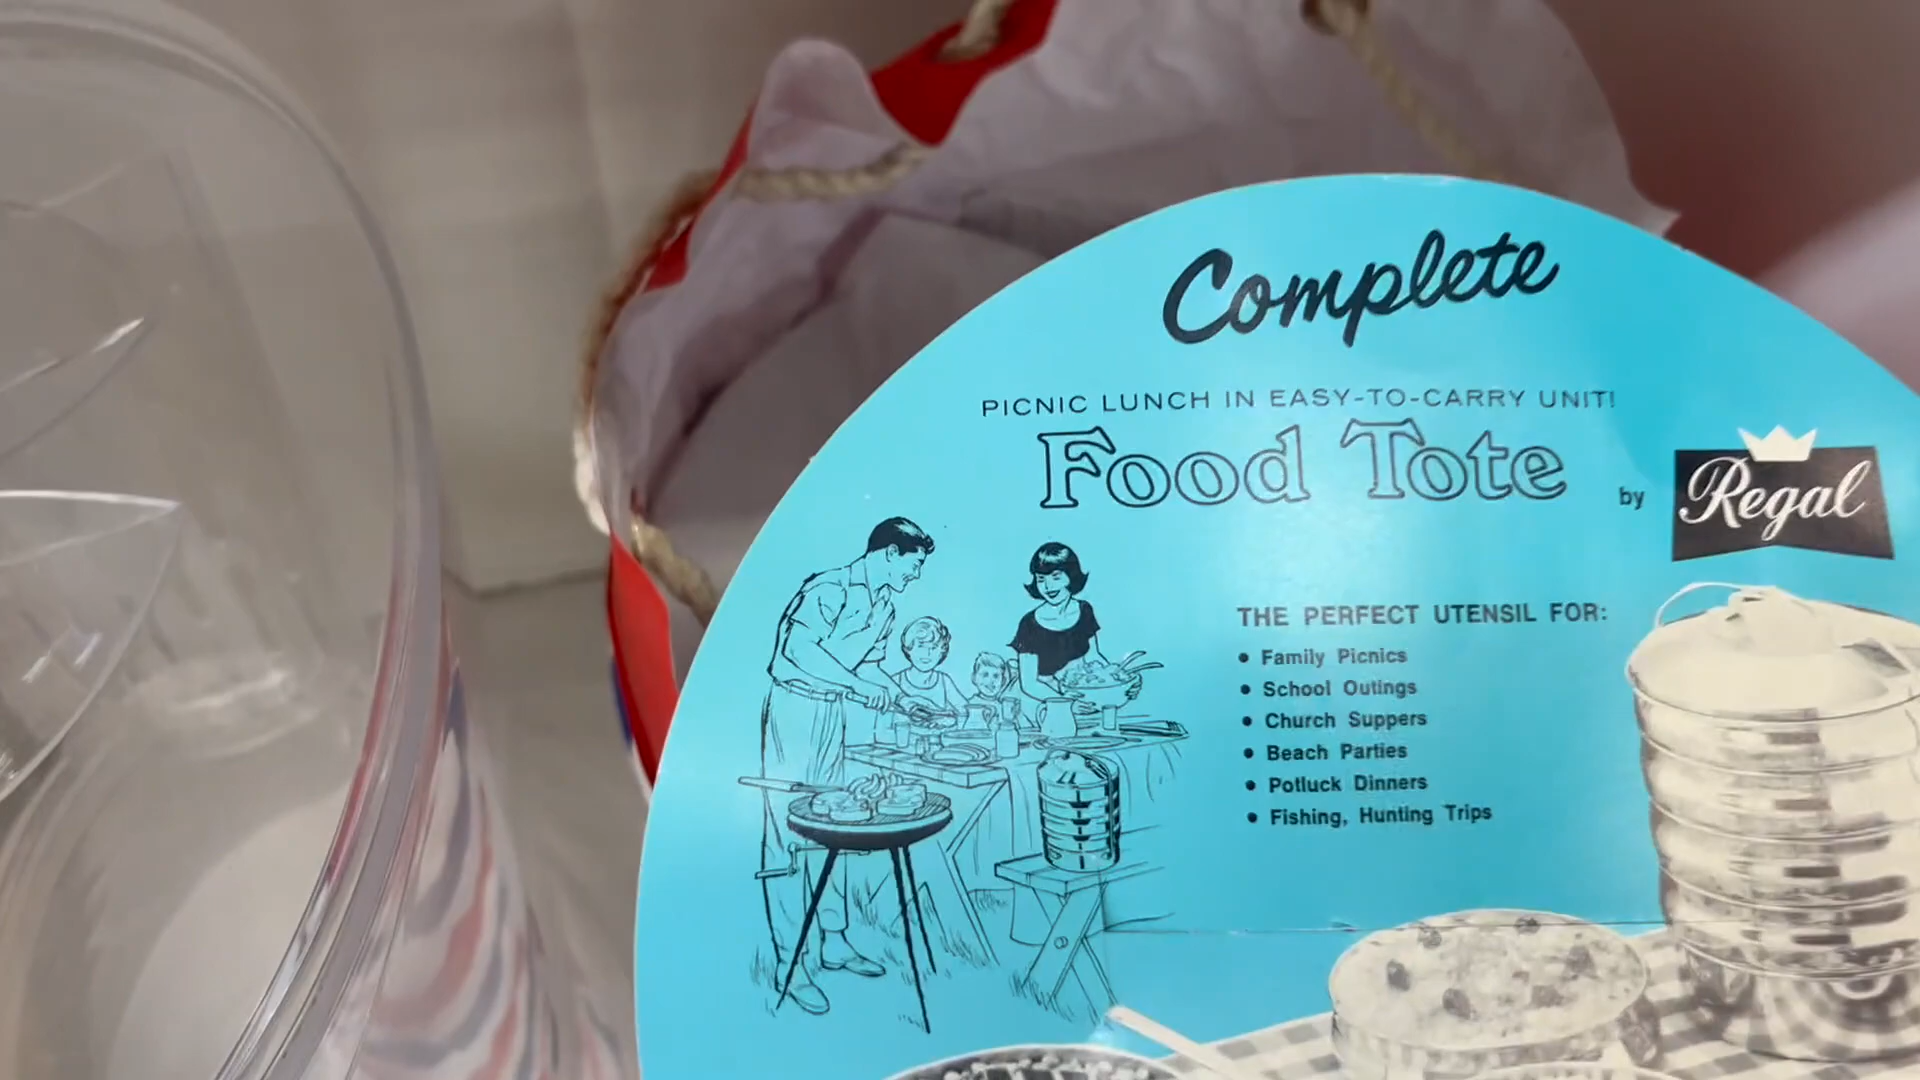 Complete
PICNIC LUNCH IN EASY-TO-CARRY UNIT!
Food Tote by Regal
THE PERFECT UTENSIL FOR:
• Family Picnics
• School Outings
• Church Suppers
• Beach Parties
• Potluck Dinners
• Fishing, Hunting Trips